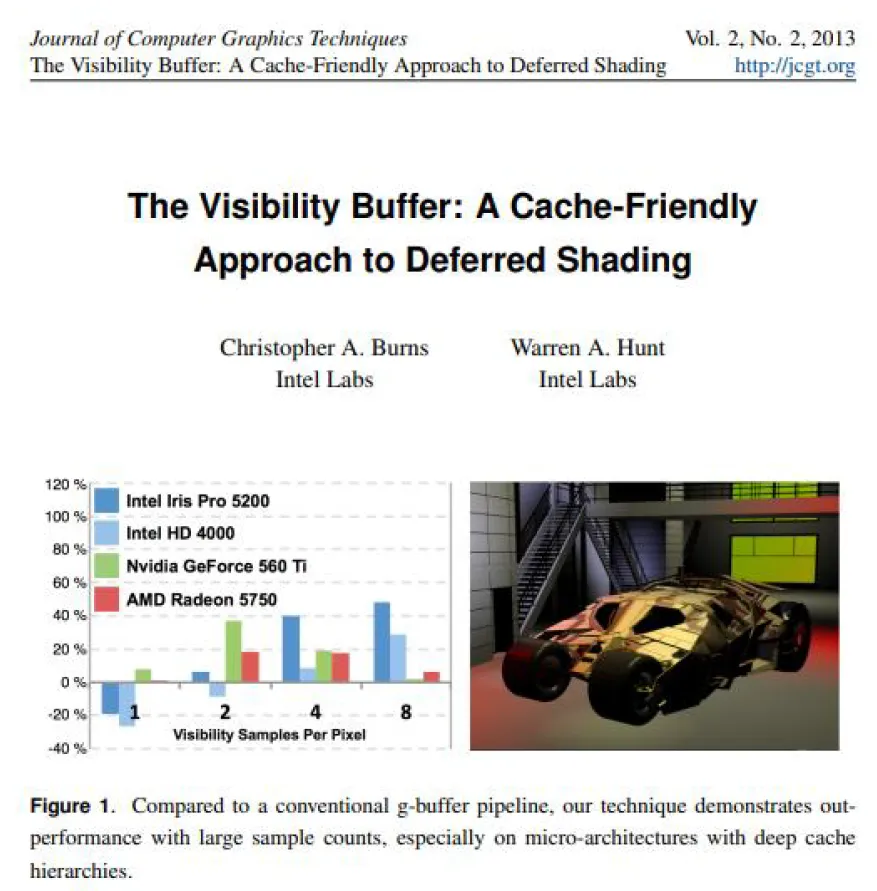 Journal of Computer Graphics Techniques Vol. 2, No. 2, 2013
The Visibility Buffer: A Cache-Friendly Approach to Deferred Shading http://jcgt.org
The Visibility Buffer: A Cache-Friendly
Approach to Deferred Shading
Christopher A. Burns Warren A. Hunt
Intel Labs Intel Labs
120 %
100 %
80 %
60 %
40 %
20 %
0 %
-20 %
-40 %
Intel Iris Pro 5200
Intel HD 4000
Nvidia GeForce 560 Ti
AMD Radeon 5750
1 2 4 8
Visibility Samples Per Pixel
Figure 1. Compared to a conventional g-buffer pipeline, our technique demonstrates out-
performance with large sample counts, especially on micro-architectures with deep cache
hierarchies.